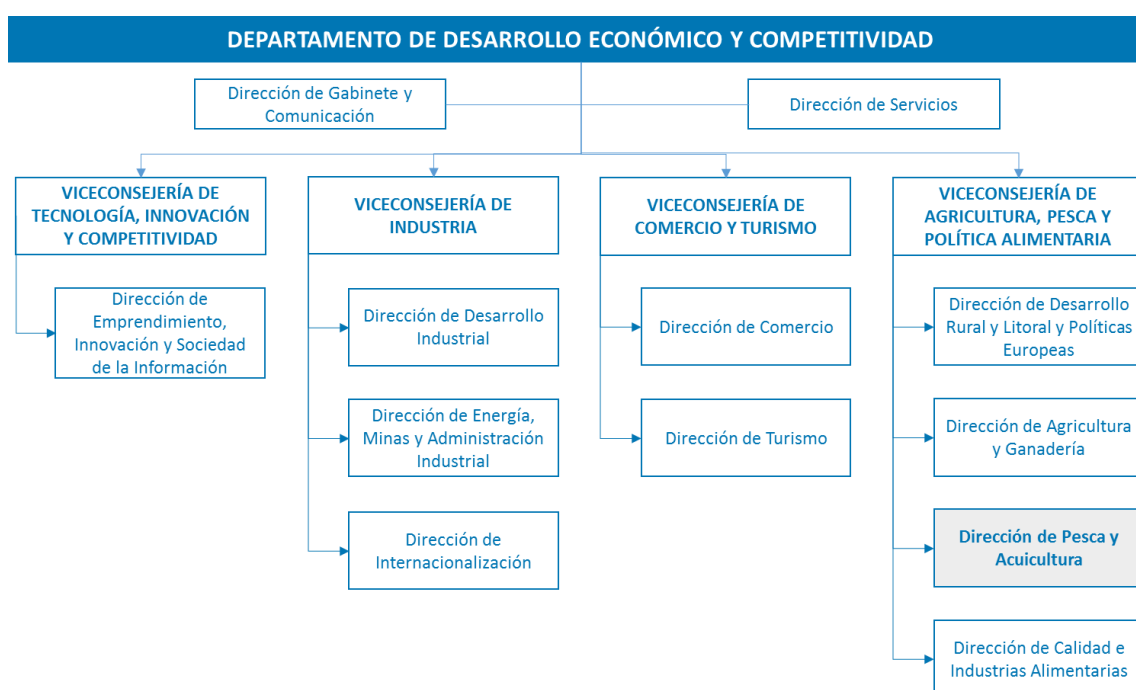 DEPARTAMENTO DE DESARROLLO ECONÓMICO Y COMPETITIVIDAD
Dirección de Gabinete y
Comunicación
Dirección de Servicios
VICECONSEJERÍA DE
TECNOLOGÍA, INNOVACIÓN
Y COMPETITIVIDAD
Dirección de
Emprendimiento,
Innovación y Sociedad
de la Información
VICECONSEJERÍA DE
INDUSTRIA
Dirección de Desarrollo
Industrial
Dirección de Energía,
Minas y Administración
Industrial
Dirección de
Internacionalización
VICECONSEJERÍA DE
COMERCIO Y TURISMO
Dirección de Comercio
Dirección de Turismo
VICECONSEJERÍA DE
AGRICULTURA, PESCA Y
POLÍTICA ALIMENTARIA
Dirección de Desarrollo
Rural y Litoral y Políticas
Europeas
Dirección de Agricultura
y Ganadería
Dirección de Pesca y
Acuicultura
Dirección de Calidad e
Industrias Alimentarias